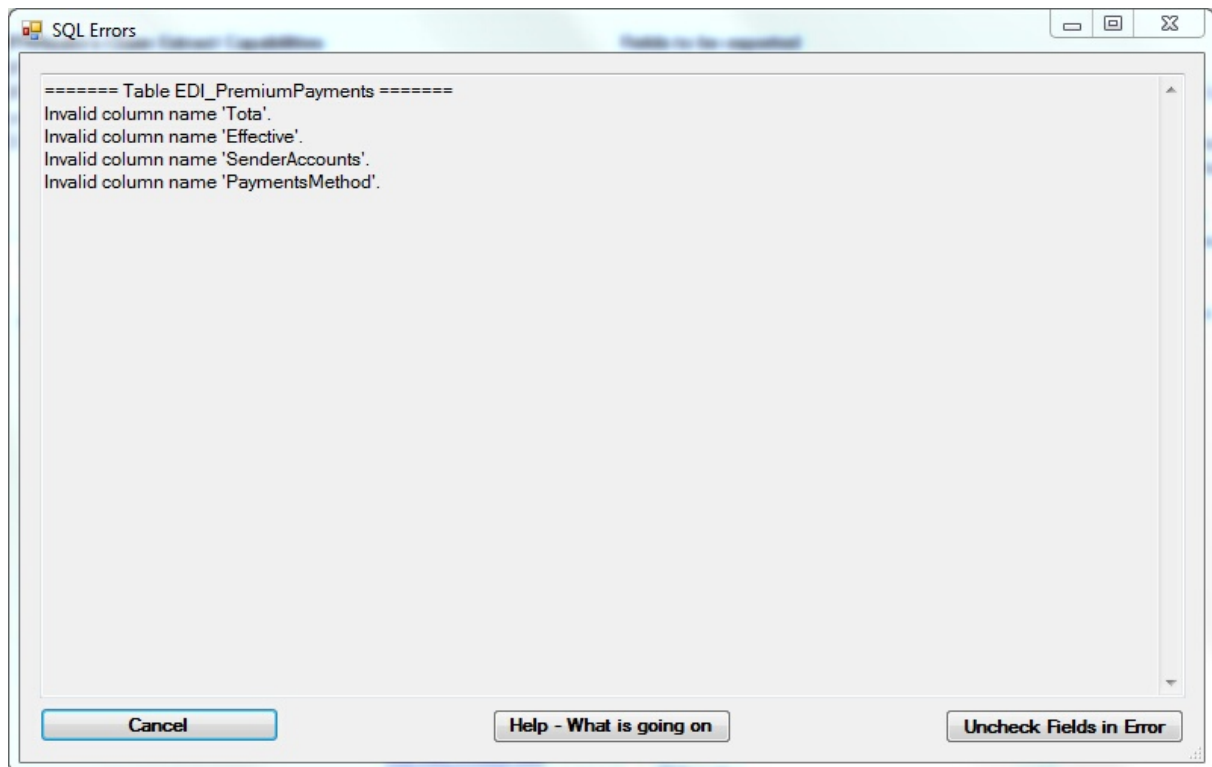 SQL Errors
======= Table EDI_PremiumPayments =======
Invalid column name 'Tota'.
Invalid column name 'Effective'.
Invalid column name 'SenderAccounts'.
Invalid column name 'PaymentsMethod'.
Cancel
Help - What is going on
Uncheck Fields in Error